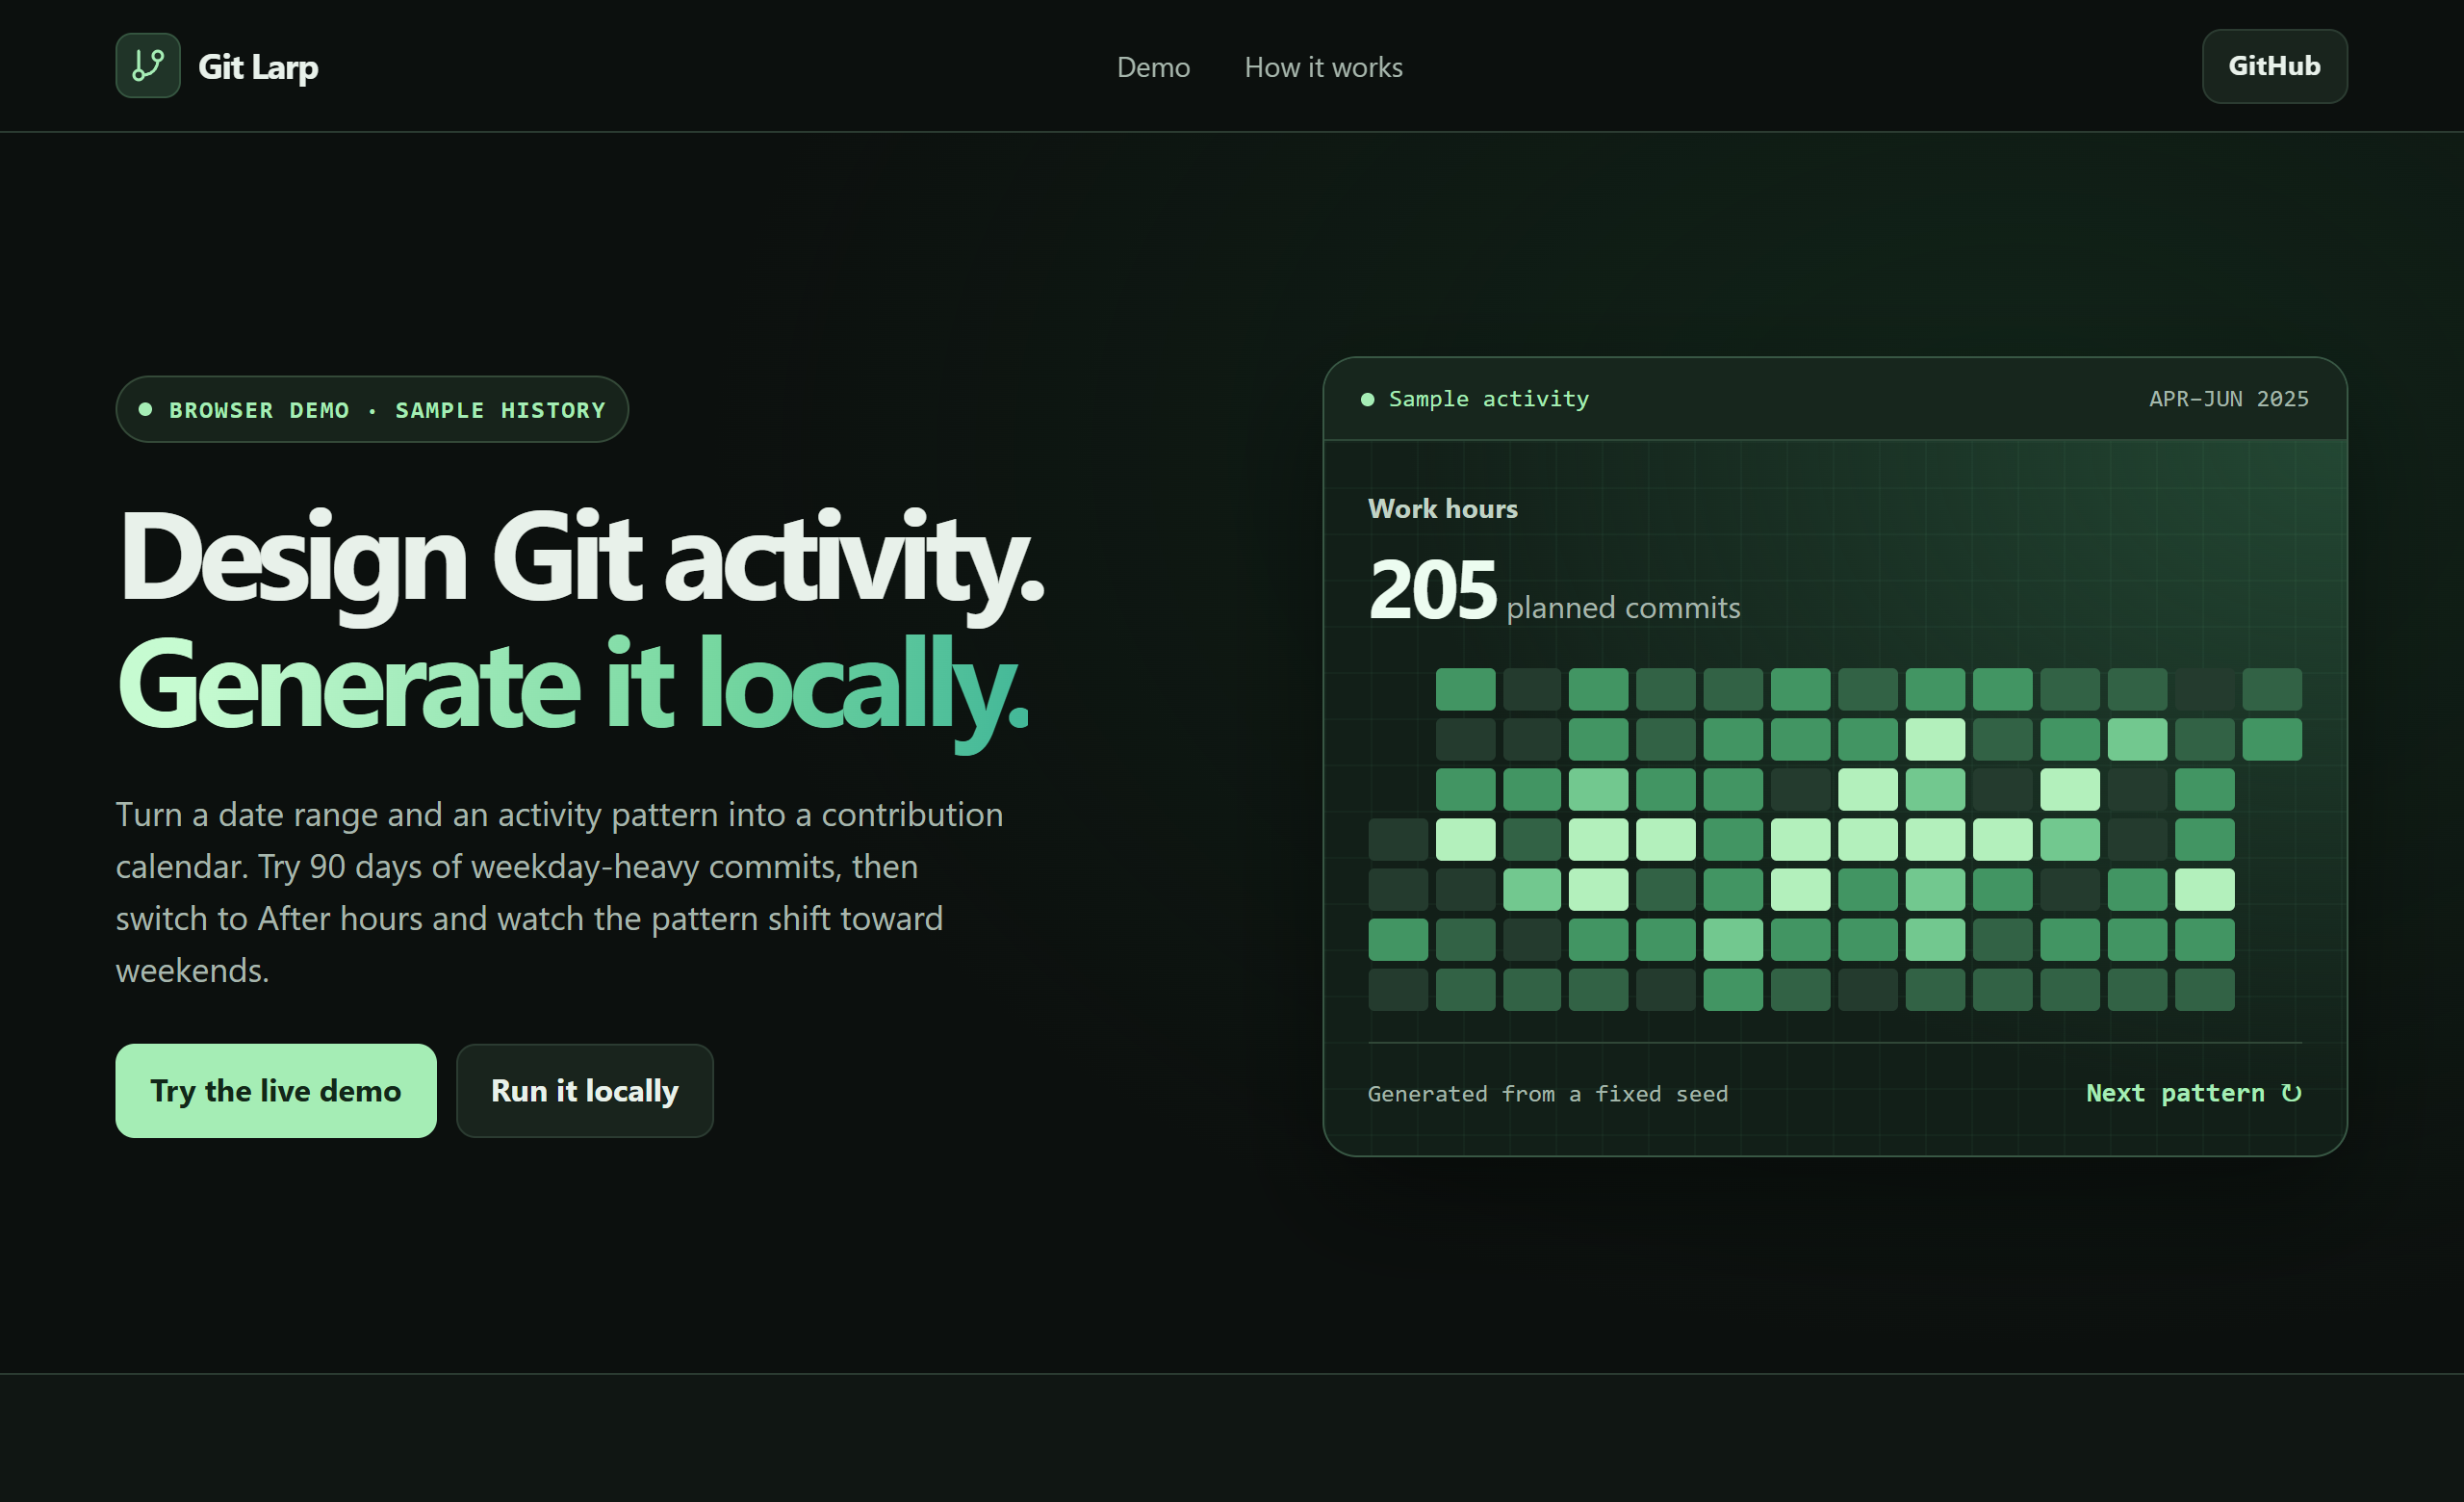 Git Larp
Demo
How it works
GitHub
BROWSER DEMO • SAMPLE HISTORY
Design Git activity.
Generate it locally.
Turn a date range and an activity pattern into a contribution
calendar. Try 90 days of weekday-heavy commits, then
switch to After hours and watch the pattern shift toward
weekends.
Try the live demo
Run it locally
Sample activity
APR–JUN 2025
Work hours
205 planned commits
Generated from a fixed seed
Next pattern ↻